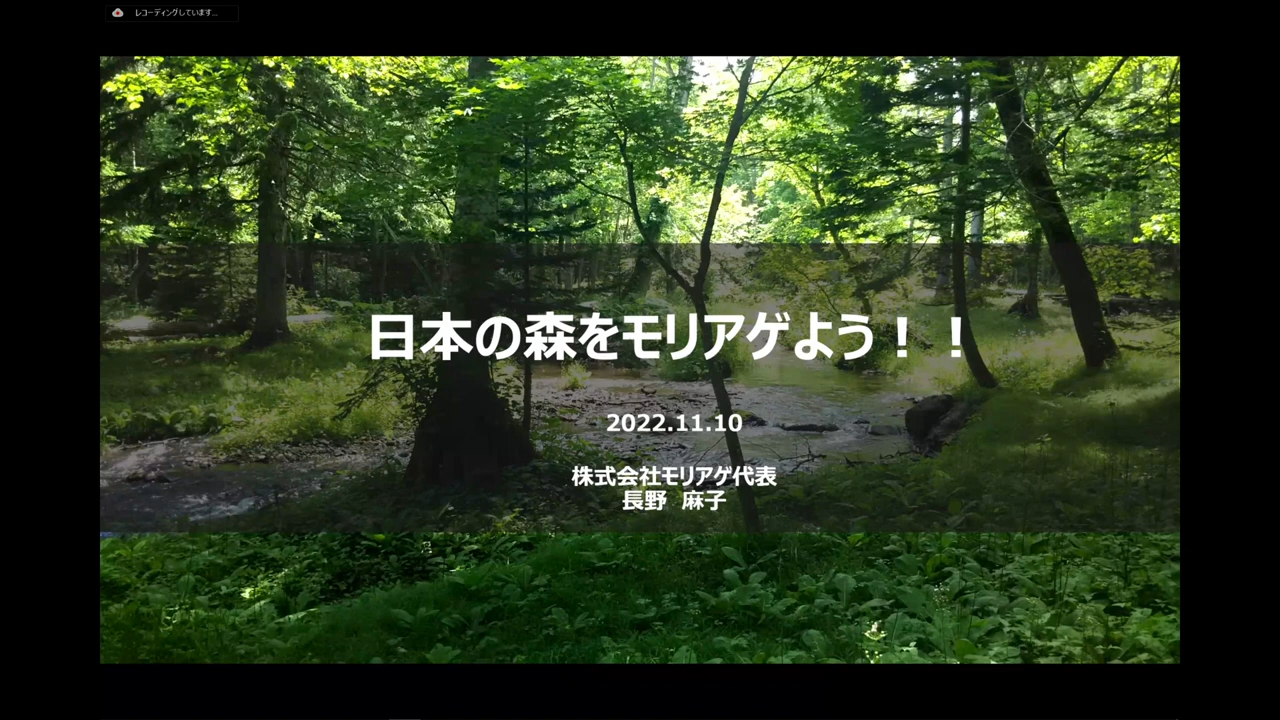 レコーディングしています...
日本の森をモリアゲよう！！
2022.11.10
株式会社モリアゲ代表
長野　麻子